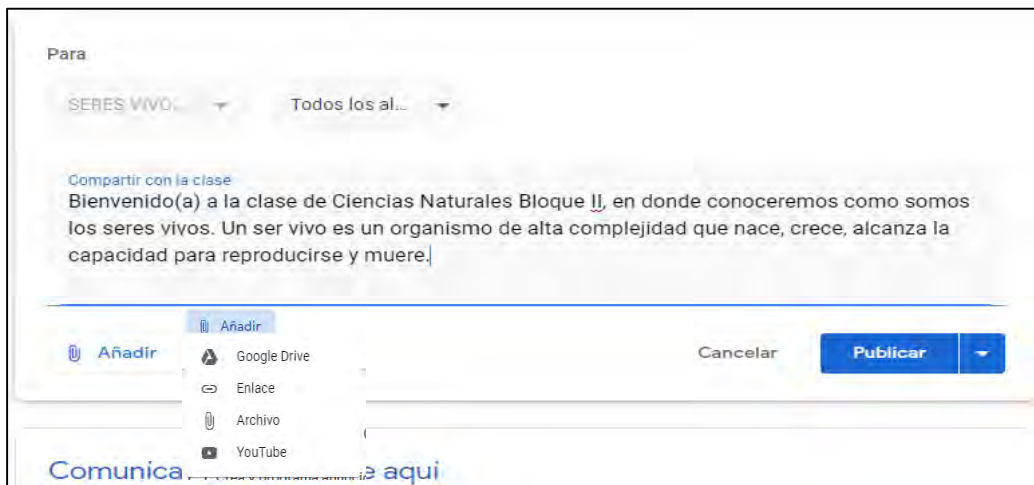 Para
SERES VIVO... Todos los al...
Compartir con la clase
Bienvenido(a) a la clase de Ciencias Naturales Bloque II, en donde conoceremos como somos
los seres vivos. Un ser vivo es un organismo de alta complejidad que nace, crece, alcanza la
capacidad para reproducirse y muere.
Añadir
Añadir Cancelar Publicar
Google Drive
Enlace
Archivo
YouTube
Comunica e aqui